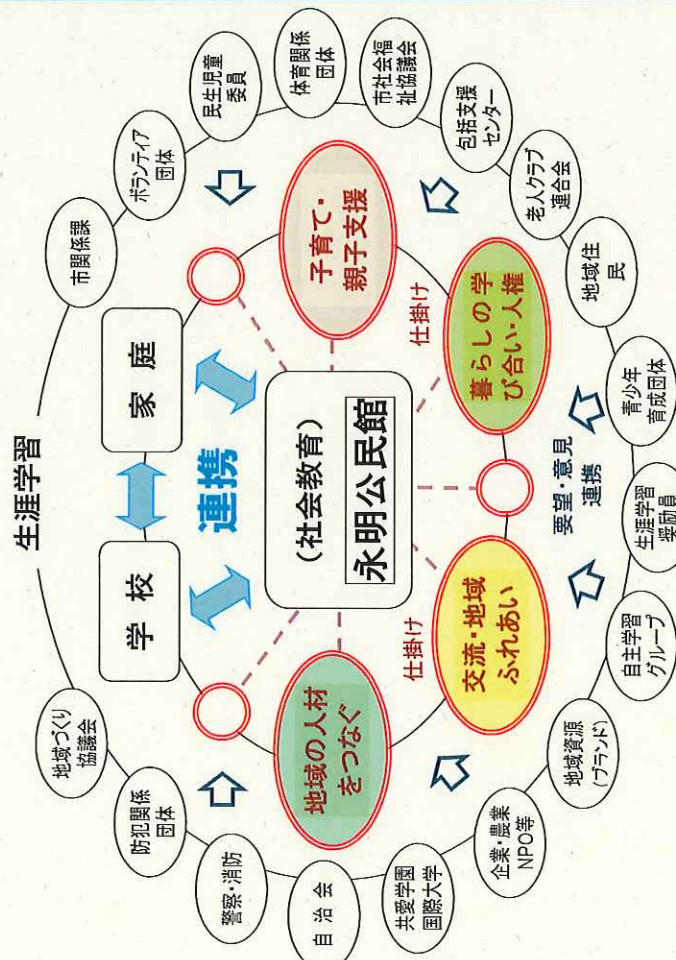 生涯学習
学校
家庭
連携
(社会教育)
永明公民館
子育て・
親子支援
暮らしの学
び合い・人権
交流・地域
ふれあい
地域の人材
をつなぐ
仕掛け
仕掛け
要望・意見
連携
市関係課
ボランティア
団体
民生児童
委員
体育関係
団体
市社会福
祉協議会
包括支援
センター
老人クラブ
連合会
地域住
民
青少年
育成団体
生涯学習
奨励員
自主学習
グループ
地域資源
(ブランド)
企業・農業
NPO等
共愛学園
国際大学
自治会
警察・消防
防犯関係
団体
地域づくり
協議会